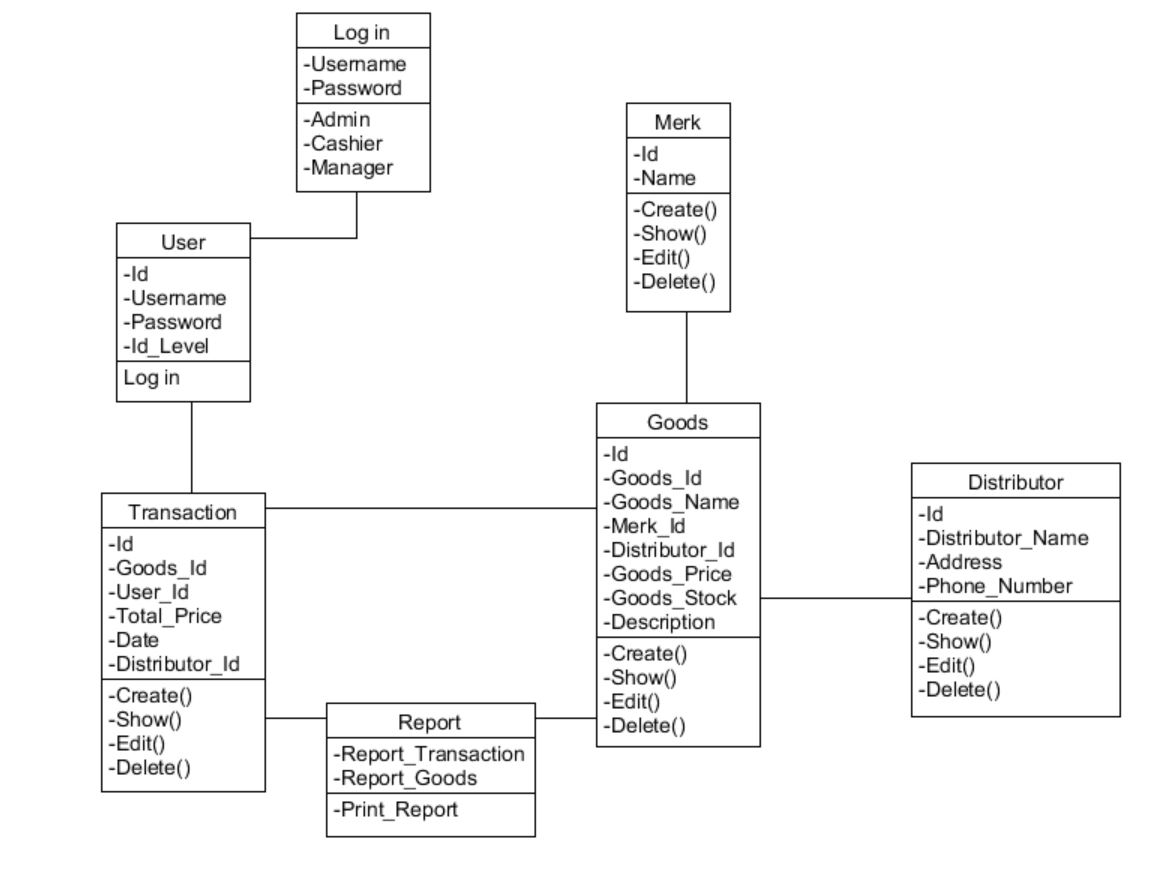 Log in
-Username
-Password
-Admin
-Cashier
-Manager
Merk
-Id
-Name
-Create()
-Show()
-Edit()
-Delete()
User
-Id
-Username
-Password
-Id_Level
Log in
Goods
-Id
-Goods_Id
-Goods_Name
-Merk_Id
-Distributor_Id
-Goods_Price
-Goods_Stock
-Description
-Create()
-Show()
-Edit()
-Delete()
Distributor
-Id
-Distributor_Name
-Address
-Phone_Number
-Create()
-Show()
-Edit()
-Delete()
Transaction
-Id
-Goods_Id
-User_Id
-Total_Price
-Date
-Distributor_Id
-Create()
-Show()
-Edit()
-Delete()
Report
-Report_Transaction
-Report_Goods
-Print_Report